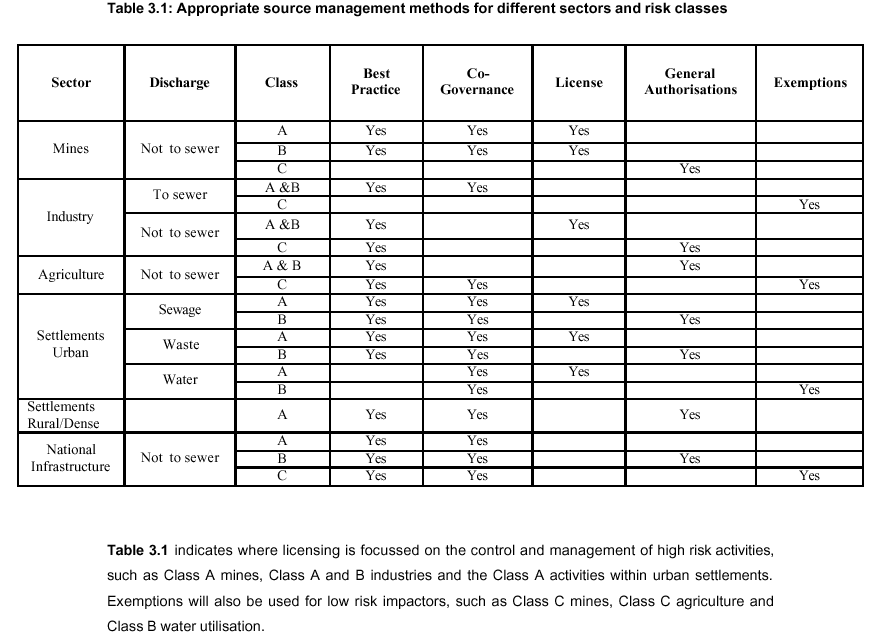 Table 3.1: Appropriate source management methods for different sectors and risk classes
Sector Discharge Class Best Practice Co-Governance License General Authorisations Exemptions
Mines Not to sewer A Yes Yes Yes
B Yes Yes Yes
C Yes
Industry To sewer A &B Yes Yes
C Yes
Not to sewer A &B Yes Yes
C Yes Yes
Agriculture Not to sewer A & B Yes Yes
C Yes Yes Yes
Settlements Urban Sewage A Yes Yes Yes
B Yes Yes Yes
Waste A Yes Yes Yes
B Yes Yes Yes
Water A Yes Yes
B Yes Yes
Settlements Rural/Dense A Yes Yes Yes
National Infrastructure Not to sewer A Yes Yes
B Yes Yes Yes
C Yes Yes Yes
Table 3.1 indicates where licensing is focussed on the control and management of high risk activities,
such as Class A mines, Class A and B industries and the Class A activities within urban settlements.
Exemptions will also be used for low risk impactors, such as Class C mines, Class C agriculture and
Class B water utilisation.